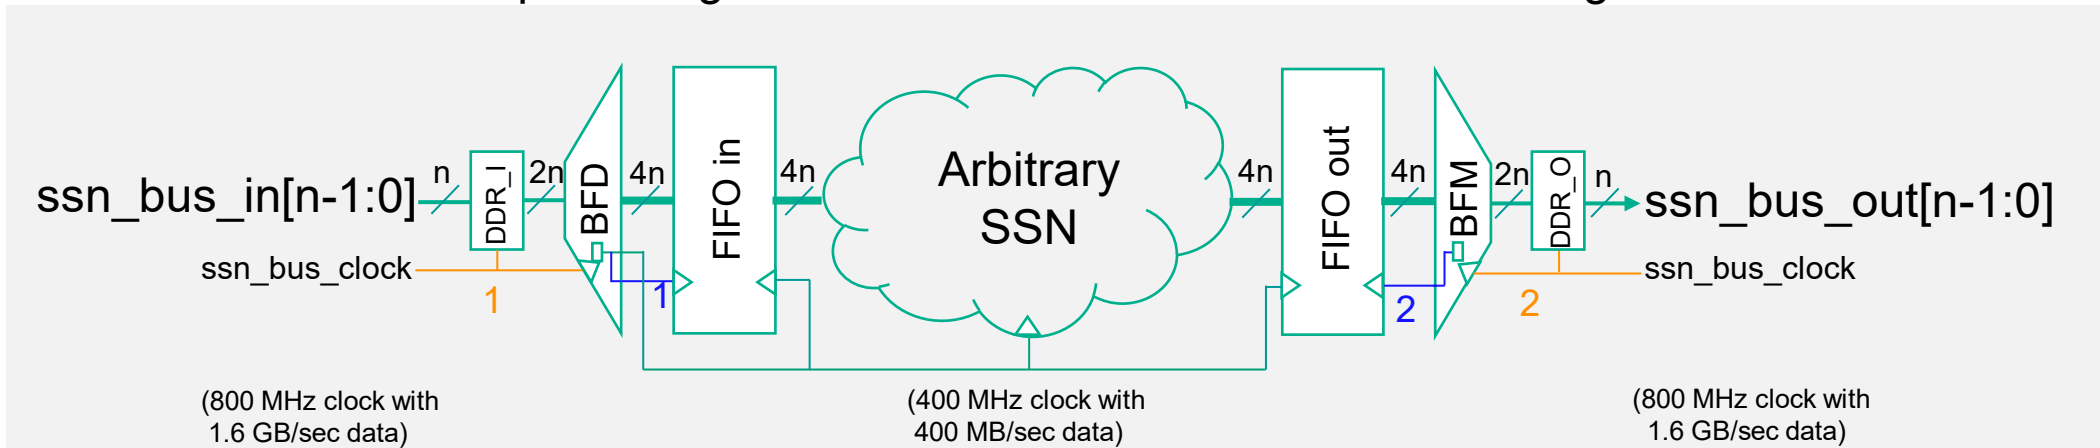 n
2n
4n
4n
4n
4n
2n
n
ssn_bus_in[n-1:0]
DDR_I
BFD
FIFO in
Arbitrary
SSN
FIFO out
BFM
DDR_O
ssn_bus_out[n-1:0]
ssn_bus_clock
ssn_bus_clock
1
1
2
2
(800 MHz clock with
1.6 GB/sec data)
(400 MHz clock with
400 MB/sec data)
(800 MHz clock with
1.6 GB/sec data)